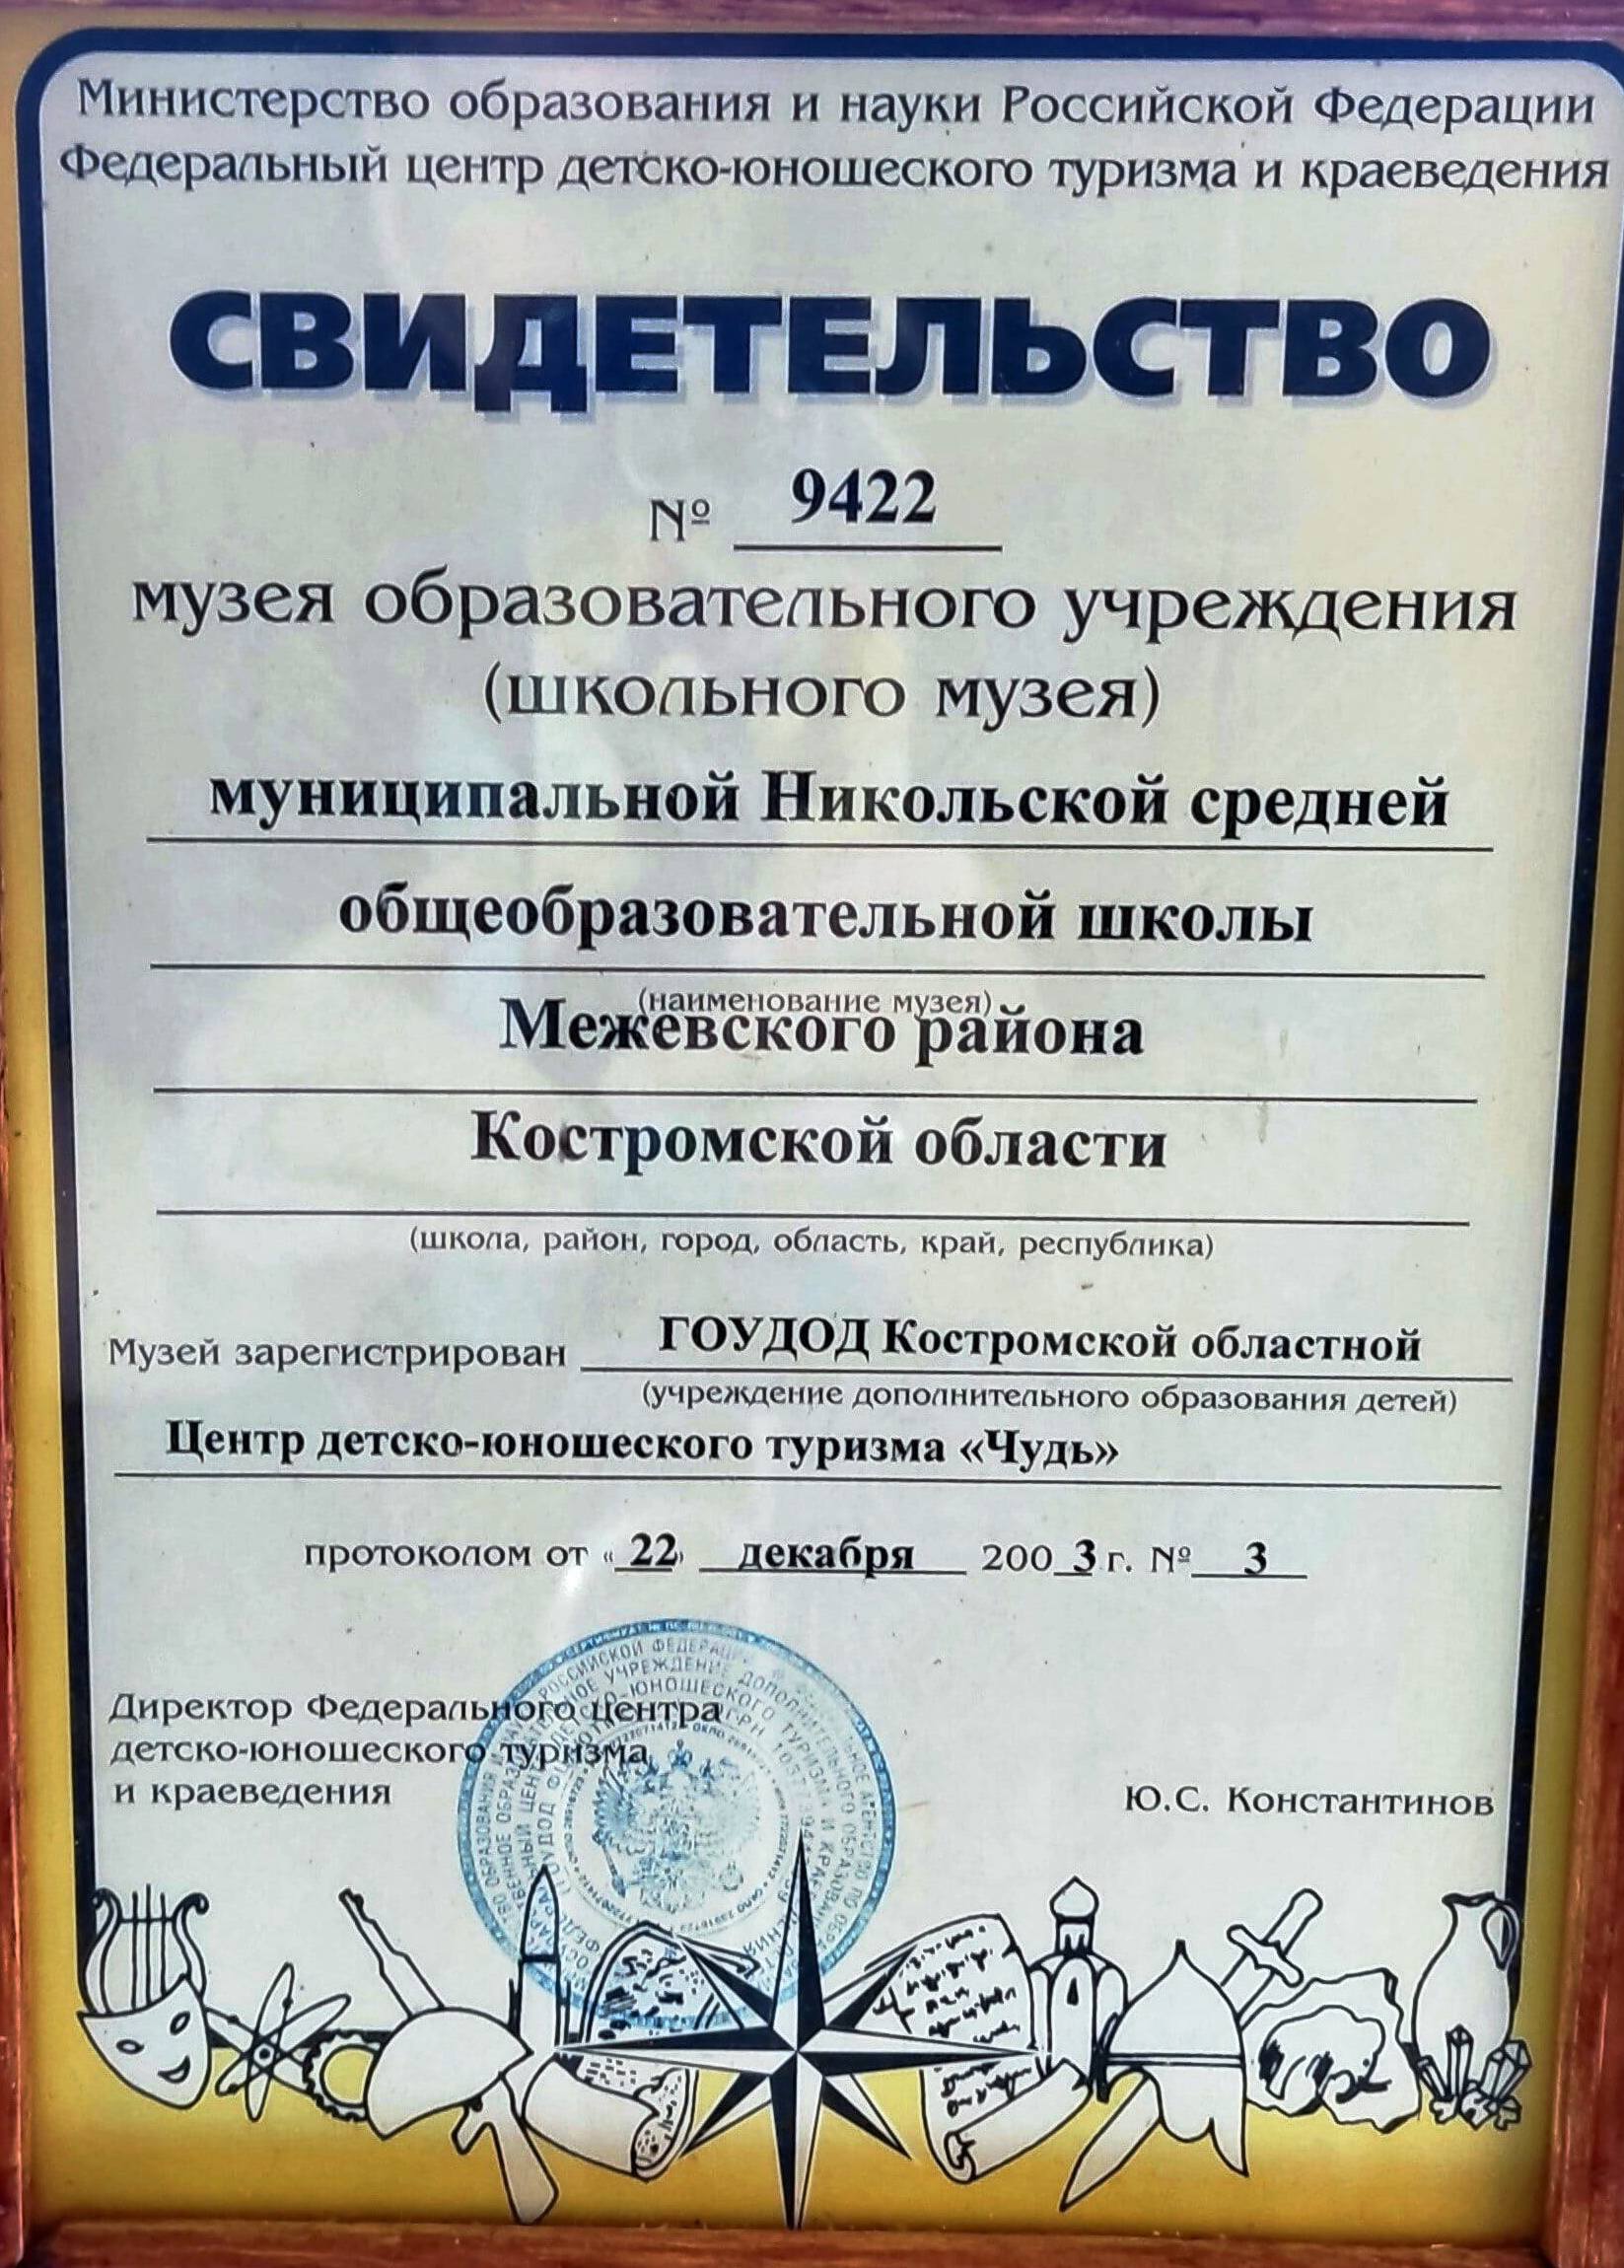 Министерство образования и науки Российской Федерации
Федеральный центр детско-юношеского туризма и краеведения
СВИДЕТЕЛЬСТВО
№ 9422
музея образовательного учреждения
(школьного музея)
муниципальной Никольской средней
общеобразовательной школы
(наименование музея)
Межевского района
Костромской области
(школа, район, город, область, край, республика)
Музей зарегистрирован ГОУДОД Костромской областной
(учреждение дополнительного образования детей)
Центр детско-юношеского туризма «Чудь»
протоколом от «22» декабря 2003 г. № 3
Директор Федерального центра
детско-юношеского туризма
и краеведения
Ю.С. Константинов